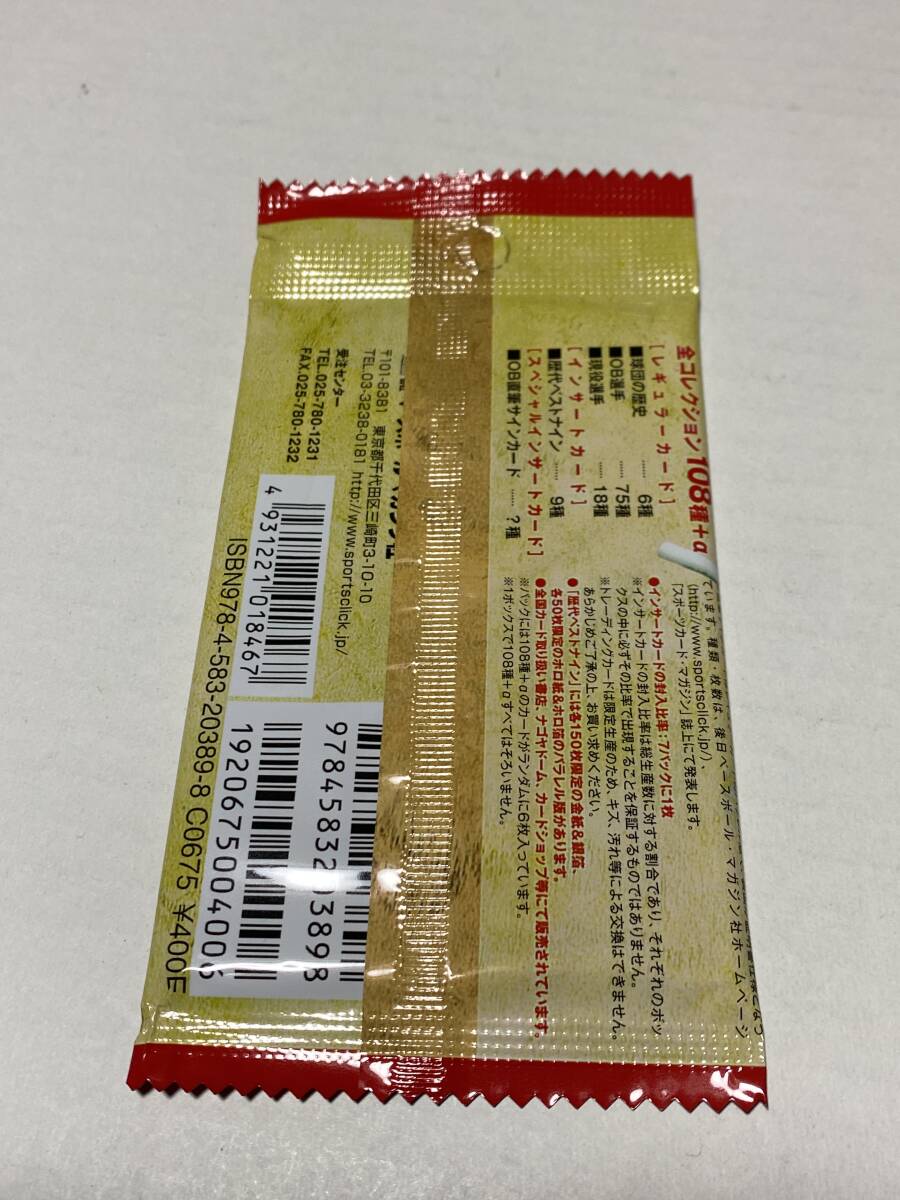 全コレクション108種+α
[レギュラーカード]
■球団の歴史 …… 6種
■OB選手 …… 75種
■現役選手 …… 18種
[インサートカード]
■歴代ベストナイン …… 9種
[スペシャルインサートカード]
■OB直筆サインカード …… ?種
ています。種類・枚数は、後日ベースボール・マガジン社ホームページ
(http://www.sportsclick.jp/)、
「スポーツカード・マガジン」誌上にて発表します。
●インサートカードの封入比率:7パックに1枚
※インサートカードの封入比率は総生産数に対する割合であり、それぞれのボッ
クスの中に必ずその比率で出現することを保証するものではありません。
※トレーディングカードは限定生産のため、キズ、汚れ等による交換はできません。
あらかじめご了承の上、お買い求めください。
●「歴代ベストナイン」には各150枚限定の金紙&銀箔、
各50枚限定のホロ紙&ホロ箔のパラレル版があります。
●全国カード取り扱い書店、ナゴヤドーム、カードショップ等にて販売されています。
※パックには108種+αのカードがランダムに6枚入っています。
※1ボックスで108種+αすべてはそろいません。
〒101-8381 東京都千代田区三崎町3-10-10
TEL.03-3238-0181 http://www.sportsclick.jp/
受注センター
TEL.025-780-1231
FAX.025-780-1232
4931221018467
9784583203898
1920675004006
ISBN978-4-583-20389-8 C0675 ¥400E